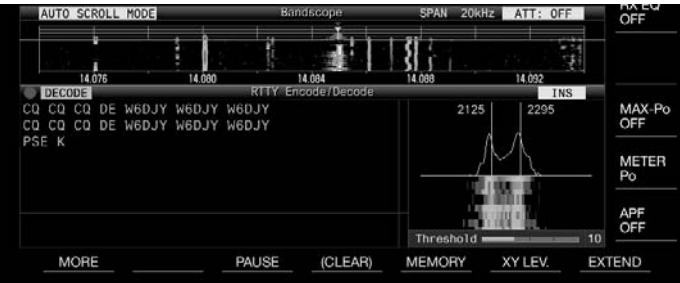 RX EQ
OFF
AUTO SCROLL MODE Bandscope SPAN 20kHz ATT: OFF
14.076 14.080 14.084 14.088 14.092
DECODE RTTY Encode/Decode INS
CQ CQ CQ DE W6DJY W6DJY W6DJY
CQ CQ CQ DE W6DJY W6DJY W6DJY
PSE K
2125 2295
Threshold 10
MAX-Po
OFF
METER
Po
APF
OFF
MORE PAUSE (CLEAR) MEMORY XY LEV. EXTEND